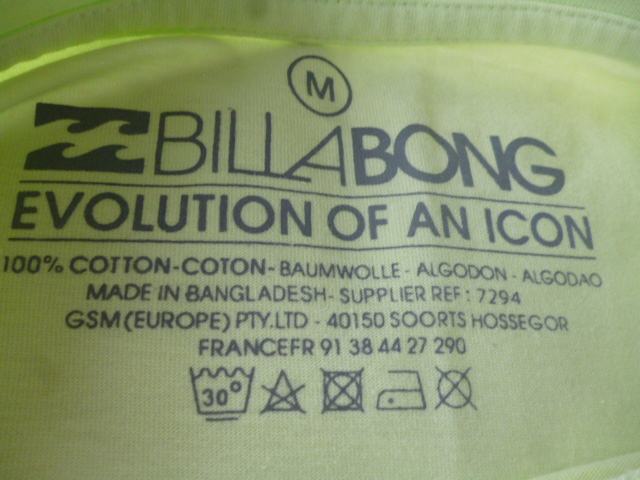 M
BILLABONG
EVOLUTION OF AN ICON
100% COTTON-COTON- BAUMWOLLE - ALGODON - ALGODAO
MADE IN BANGLADESH- SUPPLIER REF : 7294
GSM (EUROPE) PTY.LTD - 40150 SOORTS HOSSEGOR
FRANCEFR 91 38 44 27 290
30°